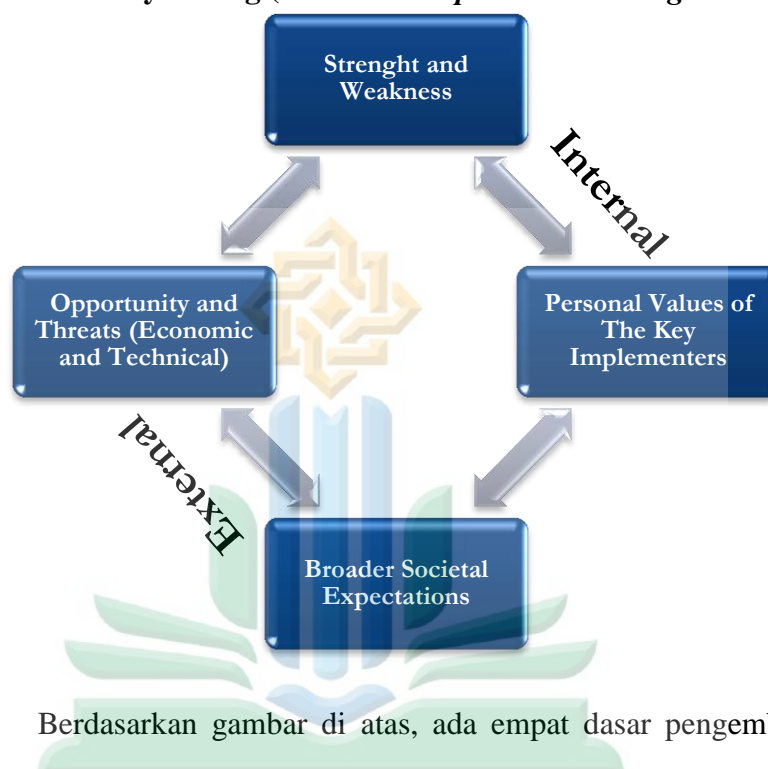 Strenght and
Weakness
Internal
Opportunity and
Threats (Economic
and Technical)
Personal Values of
The Key
Implementers
External
Broader Societal
Expectations
Berdasarkan gambar di atas, ada empat dasar pengemb